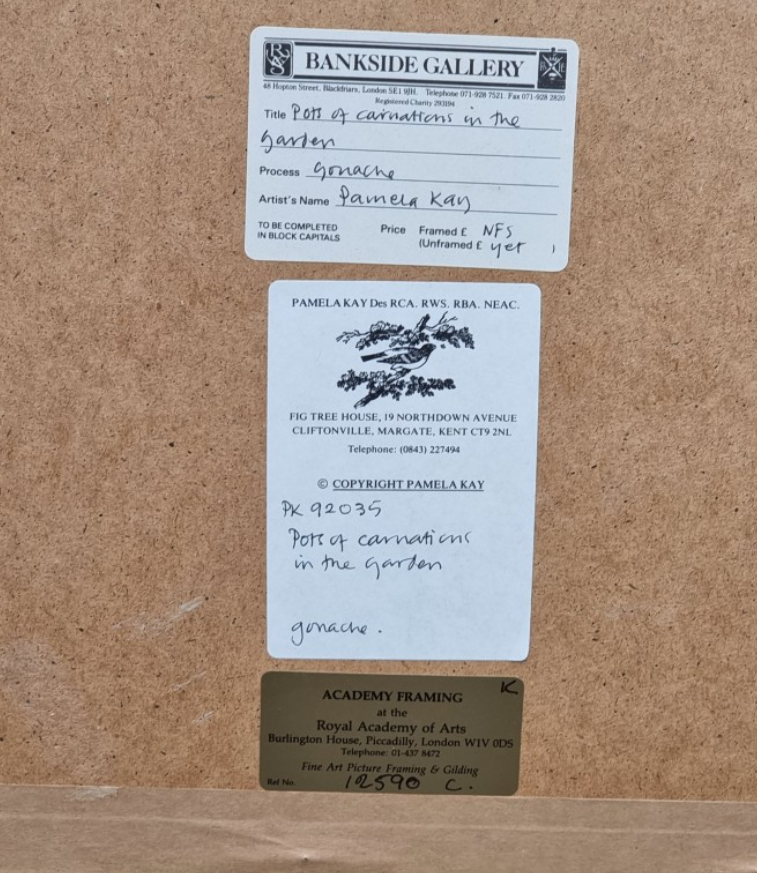 RWS
BANKSIDE GALLERY
48 Hopton Street, Blackfriars, London SE1 9JH. Telephone 071-928 7521. Fax 071-928 2820
Registered Charity 293194
Title Pots of carnations in the
garden
Process gouache
Artist's Name Pamela Kay
TO BE COMPLETED
IN BLOCK CAPITALS
Price Framed £ NFS
(Unframed £ yet )
PAMELA KAY Des RCA. RWS. RBA. NEAC.
FIG TREE HOUSE, 19 NORTHDOWN AVENUE
CLIFTONVILLE, MARGATE, KENT CT9 2NL
Telephone: (0843) 227494
© COPYRIGHT PAMELA KAY
PK 92035
Pots of carnations
in the garden
gouache.
K
ACADEMY FRAMING
at the
Royal Academy of Arts
Burlington House, Piccadilly, London W1V 0DS
Telephone: 01-437 8472
Fine Art Picture Framing & Gilding
Ref No. 12590 C.